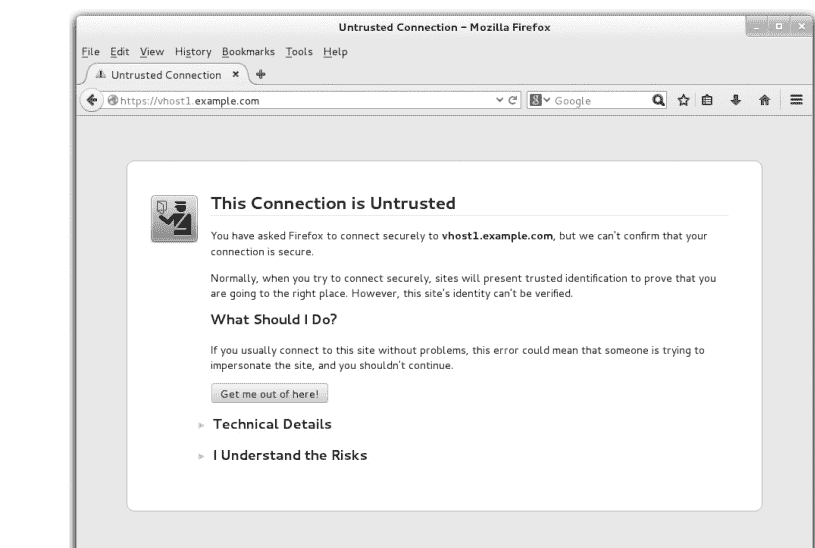 Untrusted Connection – Mozilla Firefox
File Edit View History Bookmarks Tools Help
Untrusted Connection
https://vhost1.example.com
Google
This Connection is Untrusted
You have asked Firefox to connect securely to vhost1.example.com, but we can't confirm that your
connection is secure.
Normally, when you try to connect securely, sites will present trusted identification to prove that you
are going to the right place. However, this site's identity can't be verified.
What Should I Do?
If you usually connect to this site without problems, this error could mean that someone is trying to
impersonate the site, and you shouldn't continue.
Get me out of here!
Technical Details
I Understand the Risks